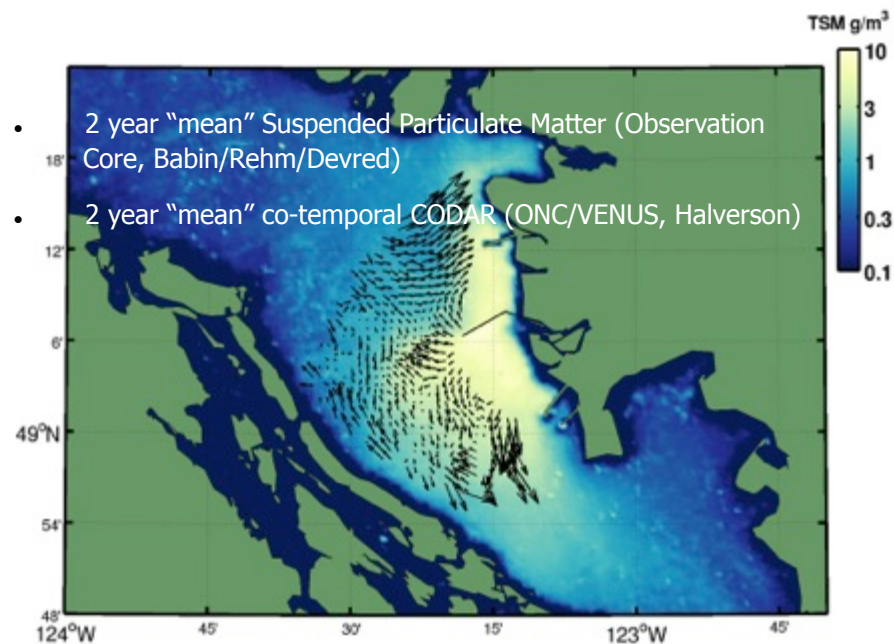 TSM g/m³
10
3
1
0.3
0.1
• 2 year “mean” Suspended Particulate Matter (Observation
Core, Babin/Rehm/Devred)
• 2 year “mean” co-temporal CODAR (ONC/VENUS, Halverson)
18'
12'
6'
49°N
54'
48'
124°W
45'
30'
15'
123°W
45'